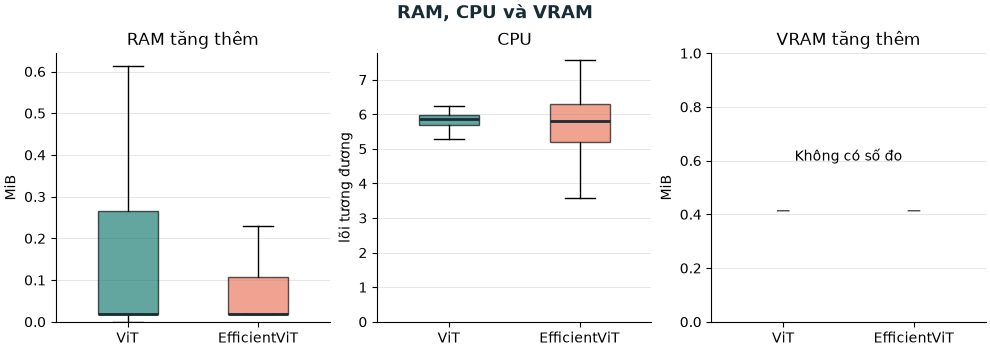 RAM, CPU và VRAM
RAM tăng thêm
MiB
0.6
0.5
0.4
0.3
0.2
0.1
0.0
ViT
EfficientViT
CPU
lõi tương đương
7
6
5
4
3
2
1
0
ViT
EfficientViT
VRAM tăng thêm
MiB
1.0
0.8
0.6
0.4
0.2
0.0
Không có số đo
—
—
ViT
EfficientViT